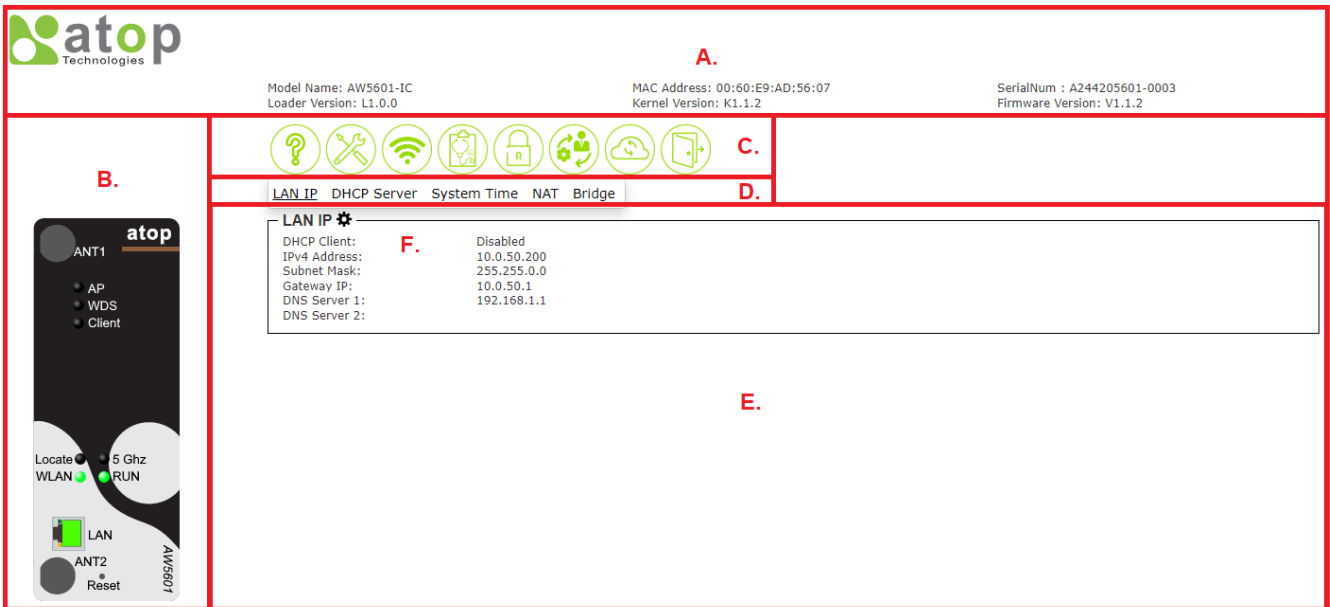 atop
Technologies
A.
Model Name: AW5601-IC
MAC Address: 00:60:E9:AD:56:07
SerialNum : A244205601-0003
Loader Version: L1.0.0
Kernel Version: K1.1.2
Firmware Version: V1.1.2
B.
C.
LAN IP DHCP Server System Time NAT Bridge
D.
LAN IP
F.
DHCP Client: Disabled
IPv4 Address: 10.0.50.200
Subnet Mask: 255.255.0.0
Gateway IP: 10.0.50.1
DNS Server 1: 192.168.1.1
DNS Server 2:
E.
atop
ANT1
AP
WDS
Client
Locate 5 Ghz
WLAN RUN
LAN
ANT2
Reset
AW5601